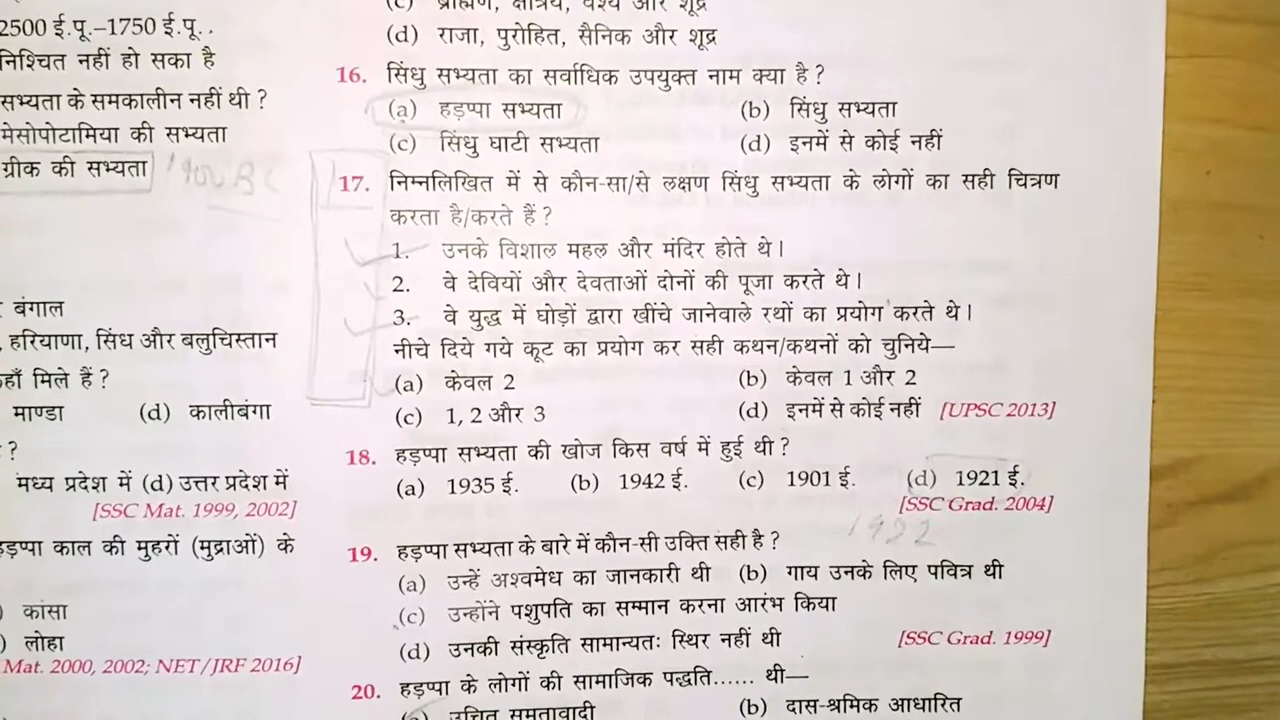 2500 ई.पू.–1750 ई.पू..
निश्चित नहीं हो सका है
सभ्यता के समकालीन नहीं थी ?
मेसोपोटामिया की सभ्यता
ग्रीक की सभ्यता
बंगाल
, हरियाणा, सिंध और बलुचिस्तान
हाँ मिले हैं ?
माण्डा (d) कालीबंगा
?
मध्य प्रदेश में (d) उत्तर प्रदेश में
[SSC Mat. 1999, 2002]
हड़प्पा काल की मुहरों (मुद्राओं) के
) कांसा
) लोहा
Mat. 2000, 2002; NET/JRF 2016]
(c) ब्राह्मण, क्षत्रिय, वैश्य और शूद्र
(d) राजा, पुरोहित, सैनिक और शूद्र
16. सिंधु सभ्यता का सर्वाधिक उपयुक्त नाम क्या है ?
(a) हड़प्पा सभ्यता (b) सिंधु सभ्यता
(c) सिंधु घाटी सभ्यता (d) इनमें से कोई नहीं
17. निम्नलिखित में से कौन-सा/से लक्षण सिंधु सभ्यता के लोगों का सही चित्रण
करता है/करते हैं ?
1. उनके विशाल महल और मंदिर होते थे।
2. वे देवियों और देवताओं दोनों की पूजा करते थे।
3. वे युद्ध में घोड़ों द्वारा खींचे जानेवाले रथों का प्रयोग करते थे।
नीचे दिये गये कूट का प्रयोग कर सही कथन/कथनों को चुनिये—
(a) केवल 2 (b) केवल 1 और 2
(c) 1, 2 और 3 (d) इनमें से कोई नहीं [UPSC 2013]
18. हड़प्पा सभ्यता की खोज किस वर्ष में हुई थी ?
(a) 1935 ई. (b) 1942 ई. (c) 1901 ई. (d) 1921 ई.
[SSC Grad. 2004]
1922
19. हड़प्पा सभ्यता के बारे में कौन-सी उक्ति सही है ?
(a) उन्हें अश्वमेध का जानकारी थी (b) गाय उनके लिए पवित्र थी
(c) उन्होंने पशुपति का सम्मान करना आरंभ किया
(d) उनकी संस्कृति सामान्यतः स्थिर नहीं थी [SSC Grad. 1999]
20. हड़प्पा के लोगों की सामाजिक पद्धति...... थी—
(a) उचित समतावादी (b) दास-श्रमिक आधारित